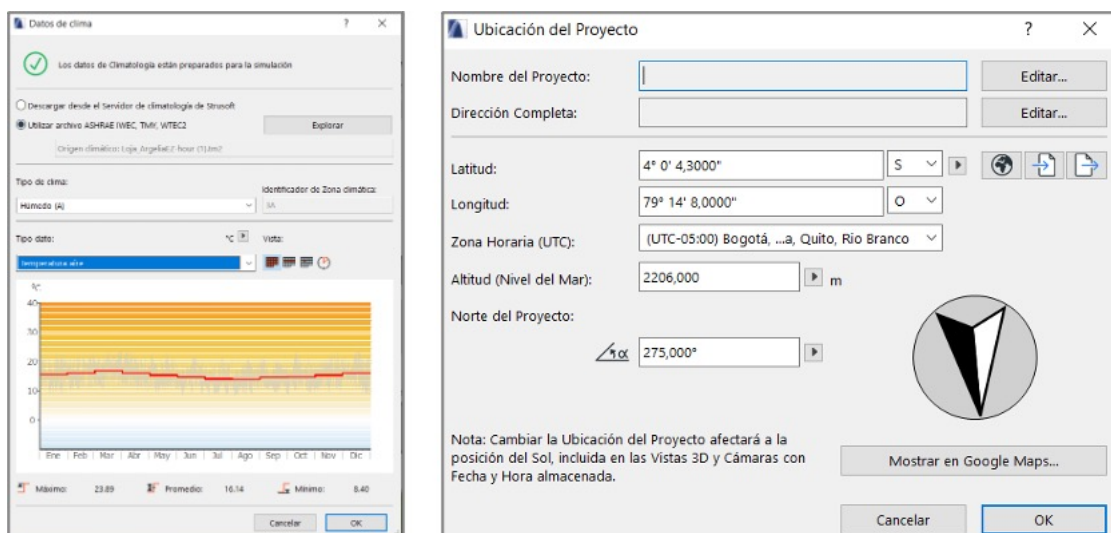 Datos de clima
? ×
Los datos de Climatología están preparados para la simulación
Descargar desde el Servidor de climatología de Strusoft
Utilizar archivo ASHRAE IWEC, TMY, WTEC2
Explorar
Origen climático: Loja_ArgeliaEZ-hour (1).tm2
Tipo de clima:
Identificador de Zona climática:
Húmedo (A)
3A
Tipo dato:
°C
Vista:
Temperatura aire
°C
40
30
20
10
0
Ene | Feb | Mar | Abr | May | Jun | Jul | Ago | Sep | Oct | Nov | Dic
Máximo: 23.89 Promedio: 16.14 Mínimo: 8.40
Cancelar OK
Ubicación del Proyecto
? ×
Nombre del Proyecto: Editar...
Dirección Completa: Editar...
Latitud: 4° 0' 4,3000" S
Longitud: 79° 14' 8,0000" O
Zona Horaria (UTC): (UTC-05:00) Bogotá, ...a, Quito, Rio Branco
Altitud (Nivel del Mar): 2206,000 m
Norte del Proyecto:
α 275,000°
Nota: Cambiar la Ubicación del Proyecto afectará a la
posición del Sol, incluida en las Vistas 3D y Cámaras con
Fecha y Hora almacenada.
Mostrar en Google Maps...
Cancelar OK